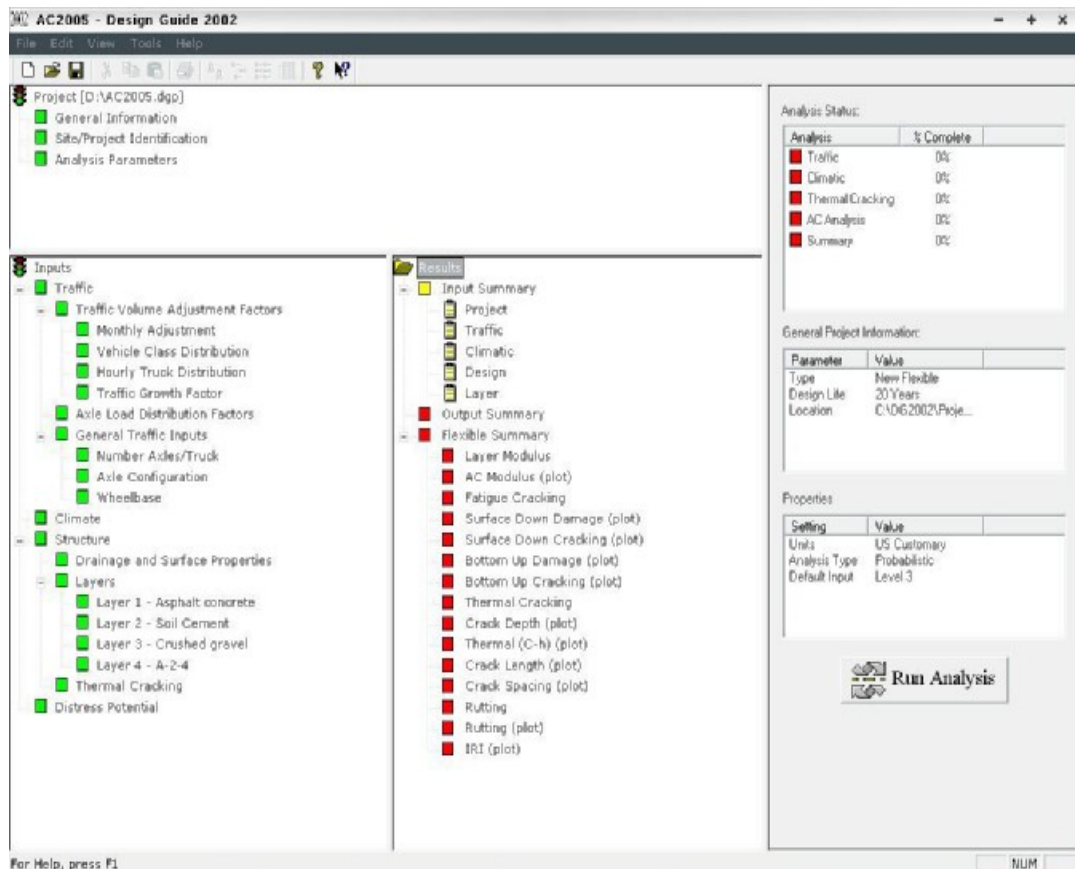 AC2005 - Design Guide 2002
File Edit View Tools Help
Project [D:\AC2005.dgp]
General Information
Site/Project Identification
Analysis Parameters
Inputs
Traffic
Traffic Volume Adjustment Factors
Monthly Adjustment
Vehicle Class Distribution
Hourly Truck Distribution
Traffic Growth Factor
Axle Load Distribution Factors
General Traffic Inputs
Number Axles/Truck
Axle Configuration
Wheelbase
Climate
Structure
Drainage and Surface Properties
Layers
Layer 1 - Asphalt concrete
Layer 2 - Soil Cement
Layer 3 - Crushed gravel
Layer 4 - A-2-4
Thermal Cracking
Distress Potential
Results
Input Summary
Project
Traffic
Climatic
Design
Layer
Output Summary
Flexible Summary
Layer Modulus
AC Modulus (plot)
Fatigue Cracking
Surface Down Damage (plot)
Surface Down Cracking (plot)
Bottom Up Damage (plot)
Bottom Up Cracking (plot)
Thermal Cracking
Crack Depth (plot)
Thermal (C-h) (plot)
Crack Length (plot)
Crack Spacing (plot)
Rutting
Rutting (plot)
IRI (plot)
Analysis Status:
Analysis % Complete
Traffic 0%
Climatic 0%
Thermal Cracking 0%
AC Analysis 0%
Summary 0%
General Project Information:
Parameter Value
Type New Flexible
Design Life 20 Years
Location C:\DG2002\Proje...
Properties
Setting Value
Units US Customary
Analysis Type Probabilistic
Default Input Level 3
Run Analysis
For Help, press F1
NUM